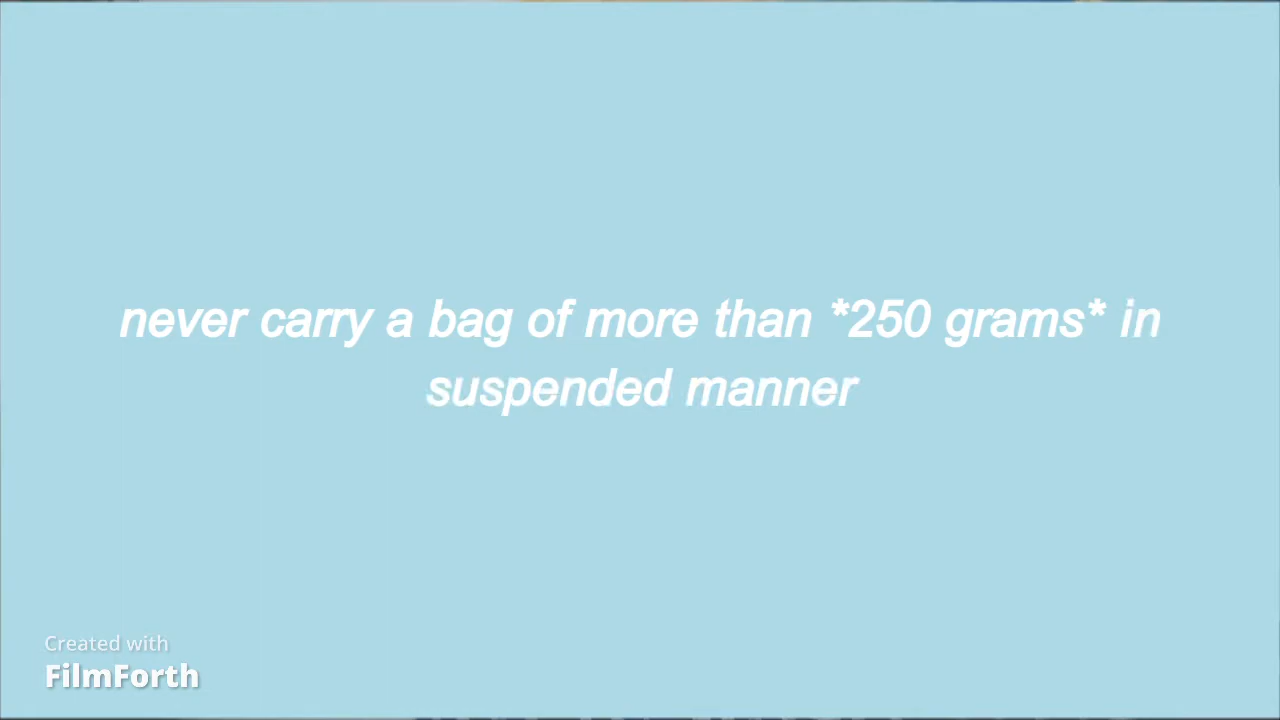 never carry a bag of more than *250 grams* in
suspended manner
Created with
FilmForth